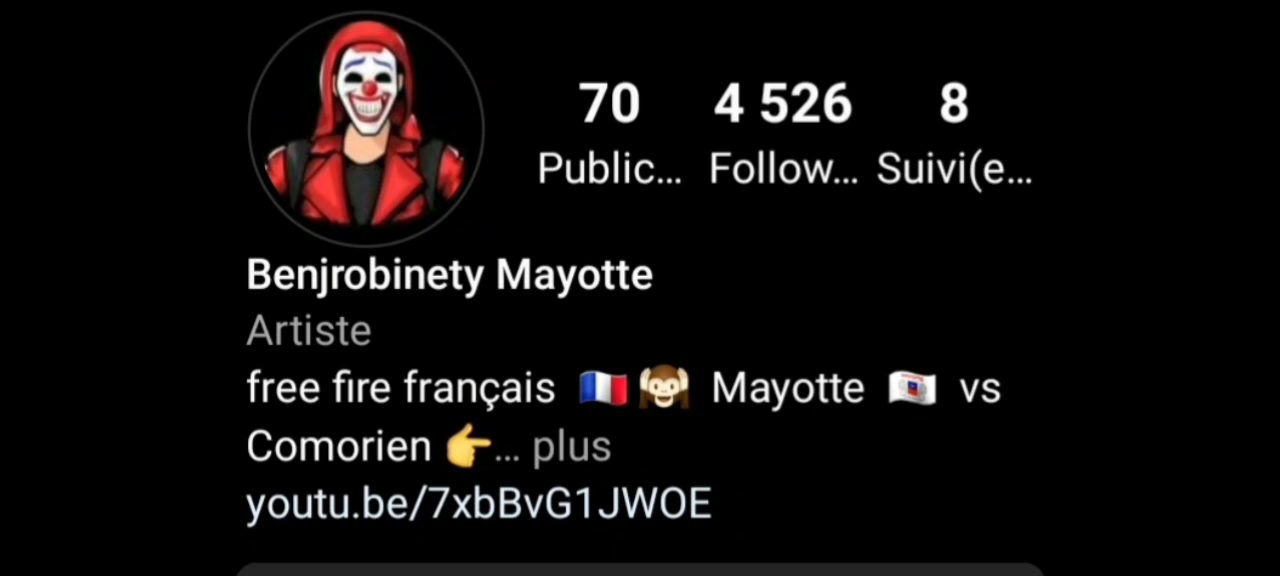 70 4 526 8
Public... Follow... Suivi(e...
Benjrobinety Mayotte
Artiste
free fire français 🇫🇷🙉 Mayotte 🇾🇹 vs
Comorien 👉... plus
youtu.be/7xbBvG1JWOE